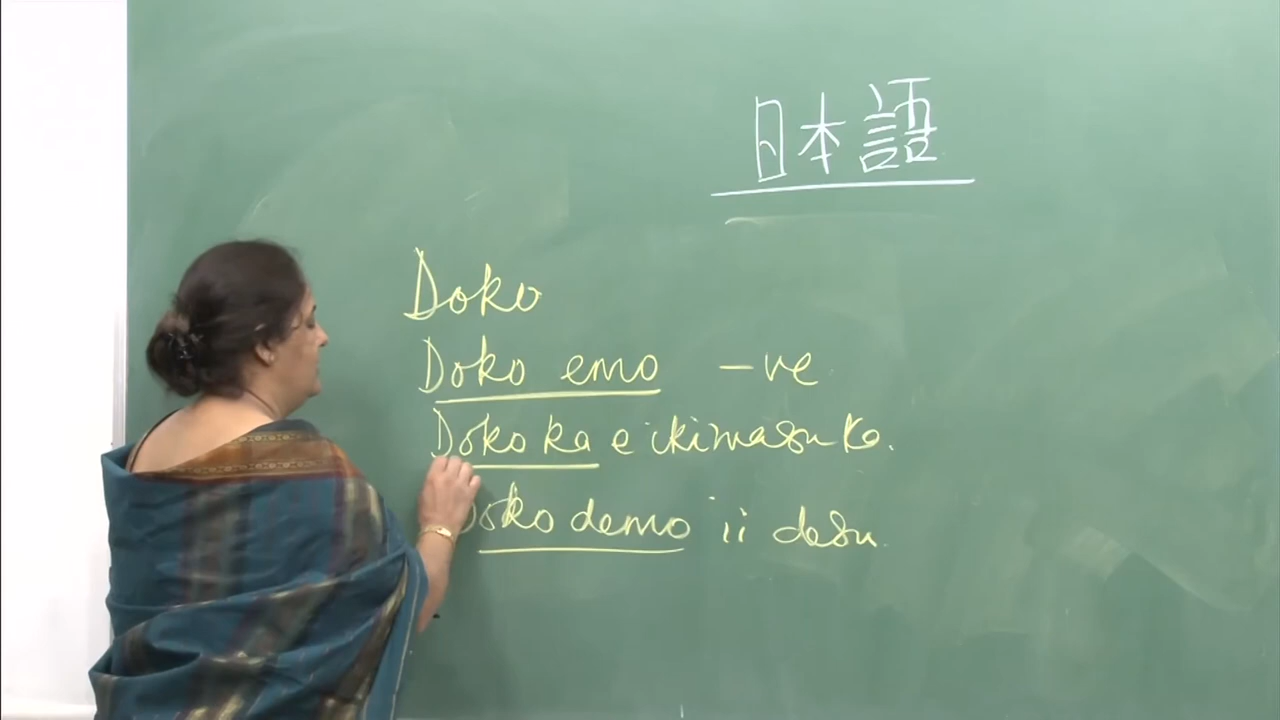 日本語
Doko
Doko emo -ve
Doko ka e ikimasu ka.
Doko demo ii desu.